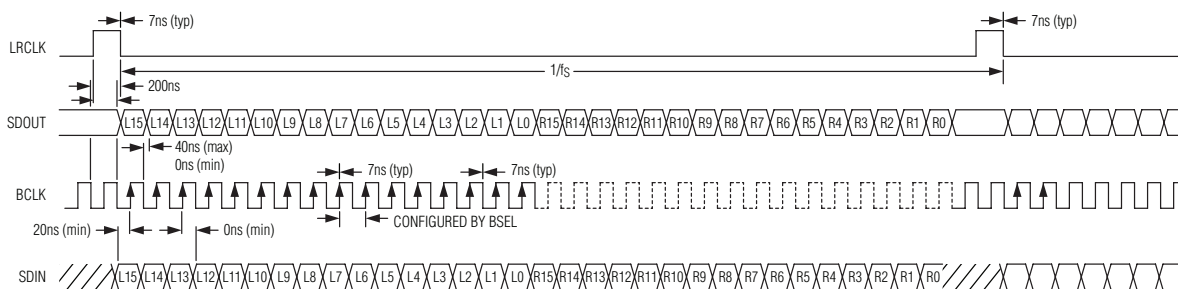 7ns (typ) 7ns (typ)
LRCLK
1/fS
200ns
SDOUT L15 L14 L13 L12 L11 L10 L9 L8 L7 L6 L5 L4 L3 L2 L1 L0 R15 R14 R13 R12 R11 R10 R9 R8 R7 R6 R5 R4 R3 R2 R1 R0
40ns (max)
0ns (min) 7ns (typ) 7ns (typ)
BCLK
20ns (min) 0ns (min) CONFIGURED BY BSEL
SDIN L15 L14 L13 L12 L11 L10 L9 L8 L7 L6 L5 L4 L3 L2 L1 L0 R15 R14 R13 R12 R11 R10 R9 R8 R7 R6 R5 R4 R3 R2 R1 R0